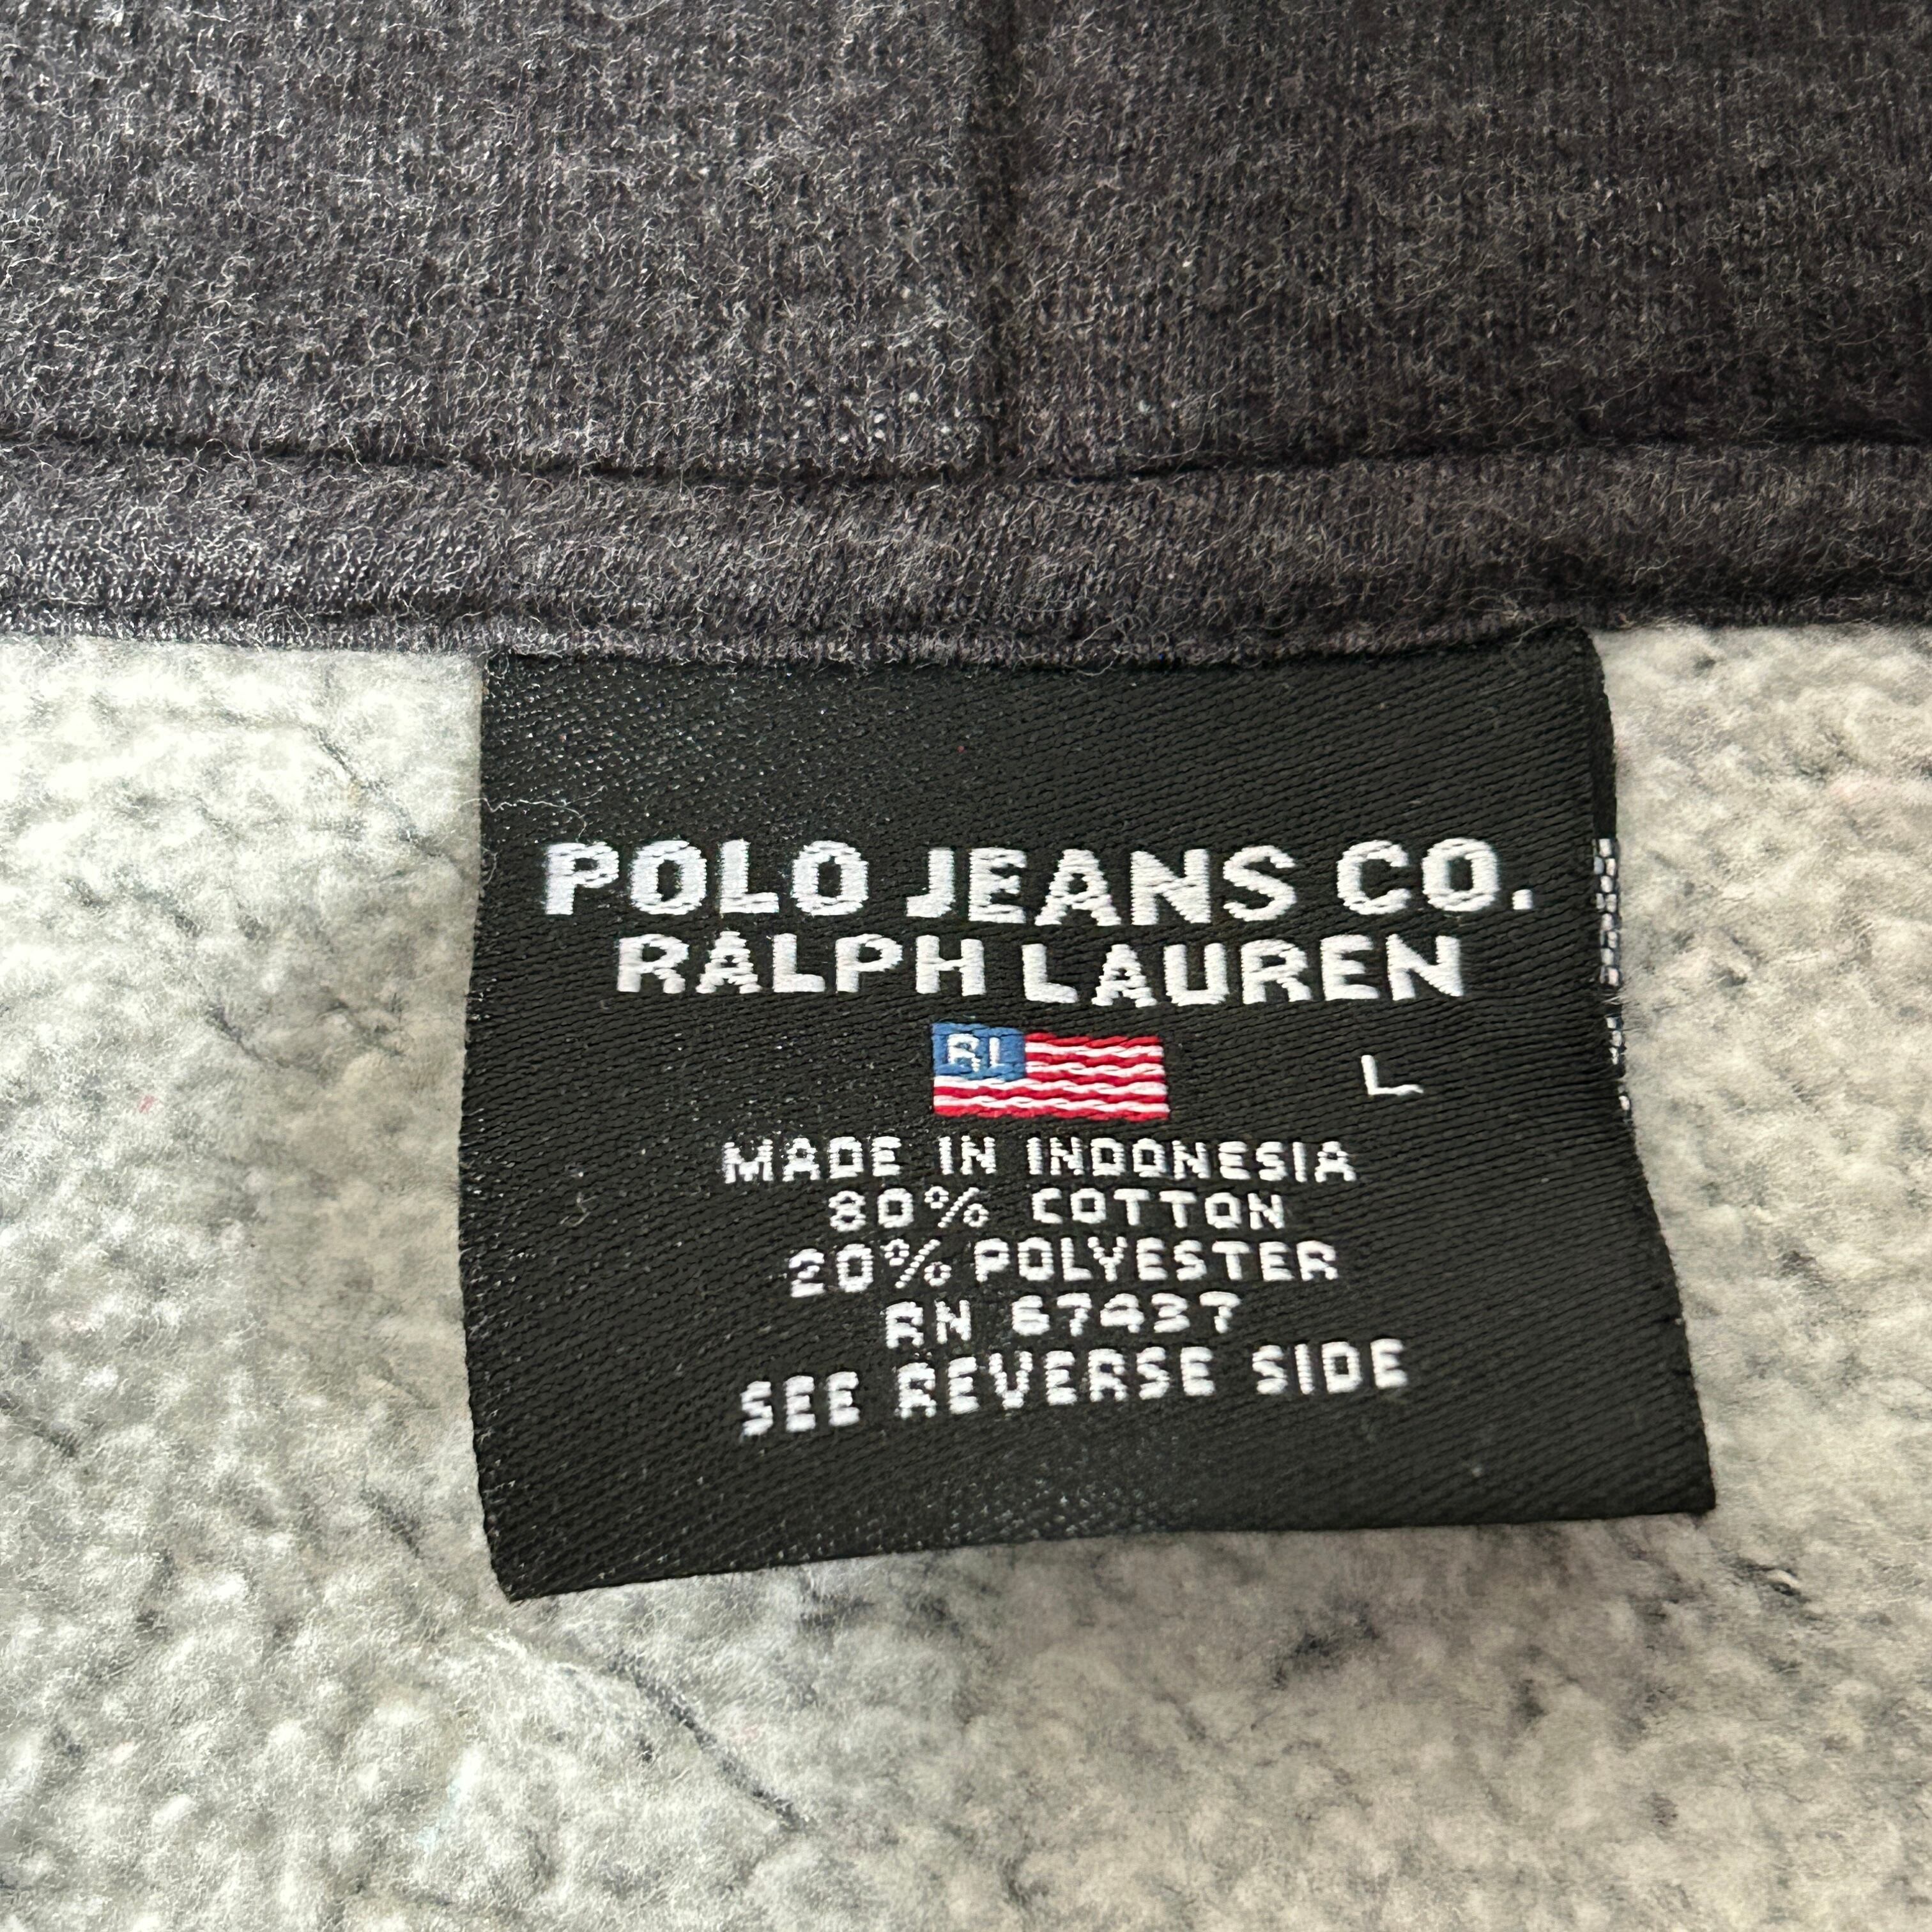 POLO JEANS CO.
RALPH LAUREN
RL
L
MADE IN INDONESIA
80% COTTON
20% POLYESTER
RN 67437
SEE REVERSE SIDE